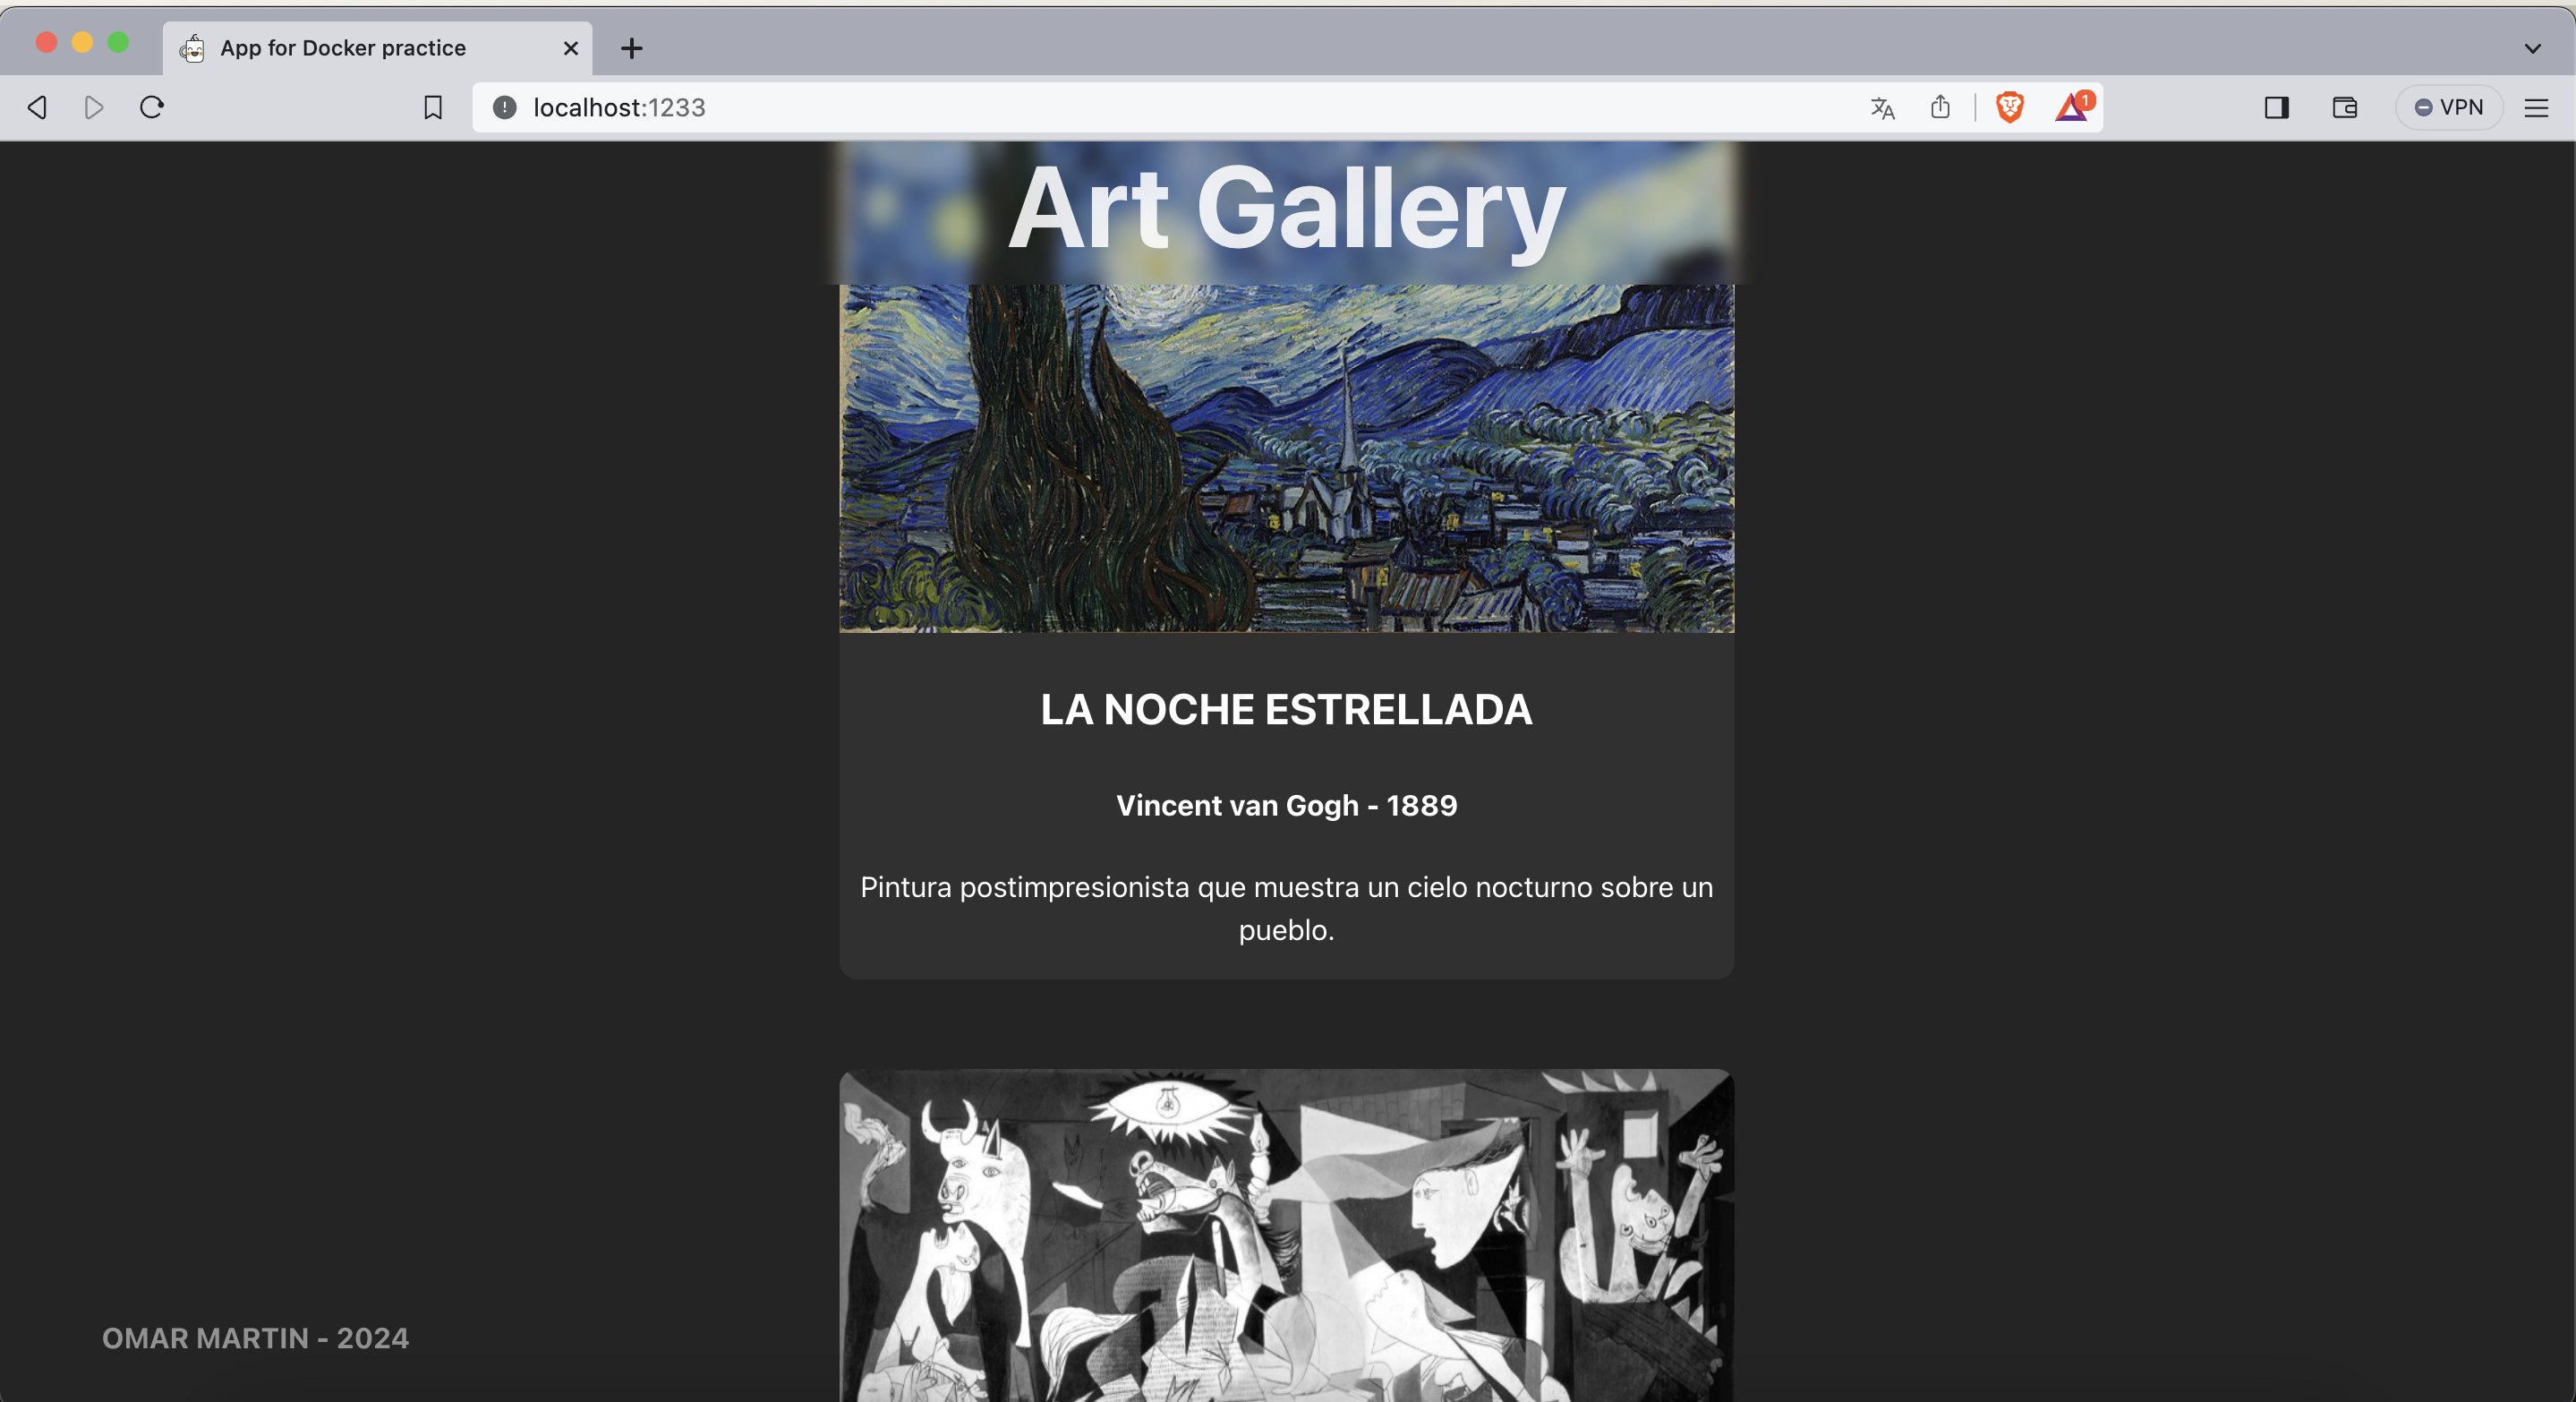 App for Docker practice
localhost:1233
1
VPN
Art Gallery
LA NOCHE ESTRELLADA
Vincent van Gogh - 1889
Pintura postimpresionista que muestra un cielo nocturno sobre un
pueblo.
OMAR MARTIN - 2024